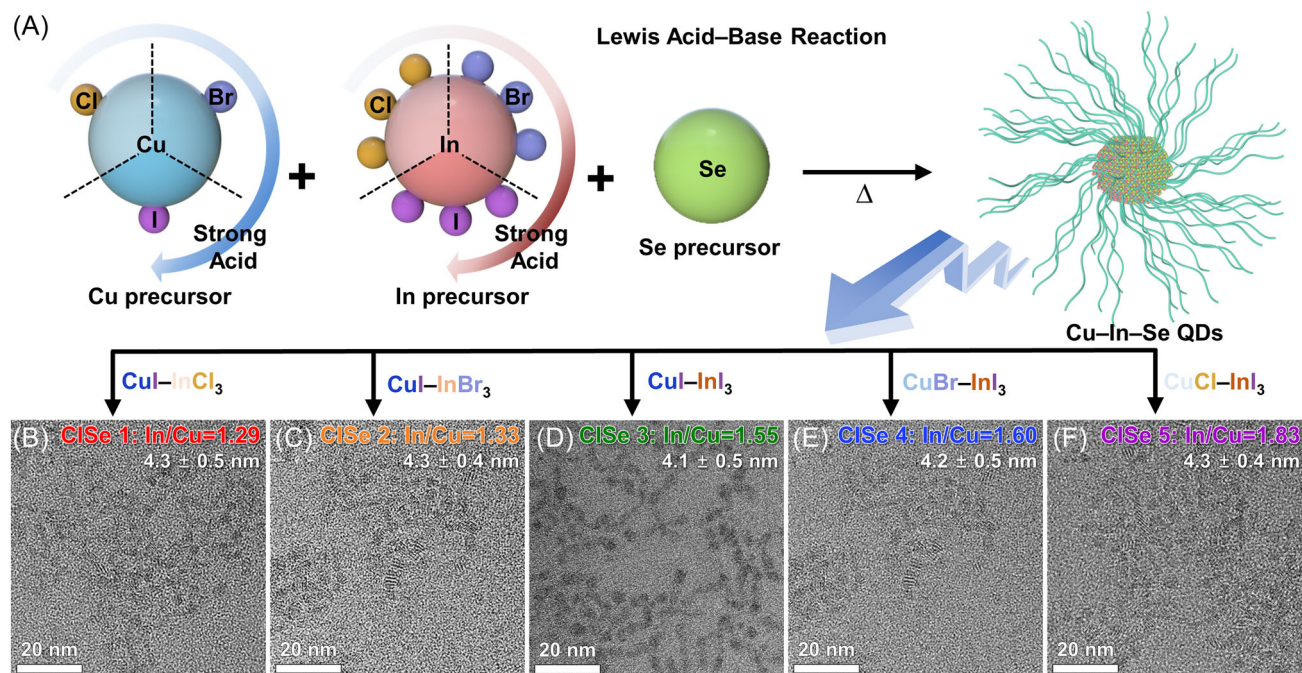 (A)
Lewis Acid–Base Reaction
Cl
Br
Cu
I
Strong
Acid
Cu precursor
+
Cl
Br
In
I
Strong
Acid
In precursor
+
Se
Se precursor
Δ
Cu–In–Se QDs
CuI–InCl₃
CuI–InBr₃
CuI–InI₃
CuBr–InI₃
CuCl–InI₃
(B)
CISe 1: In/Cu=1.29
4.3 ± 0.5 nm
20 nm
(C)
CISe 2: In/Cu=1.33
4.3 ± 0.4 nm
20 nm
(D)
CISe 3: In/Cu=1.55
4.1 ± 0.5 nm
20 nm
(E)
CISe 4: In/Cu=1.60
4.2 ± 0.5 nm
20 nm
(F)
CISe 5: In/Cu=1.83
4.3 ± 0.4 nm
20 nm